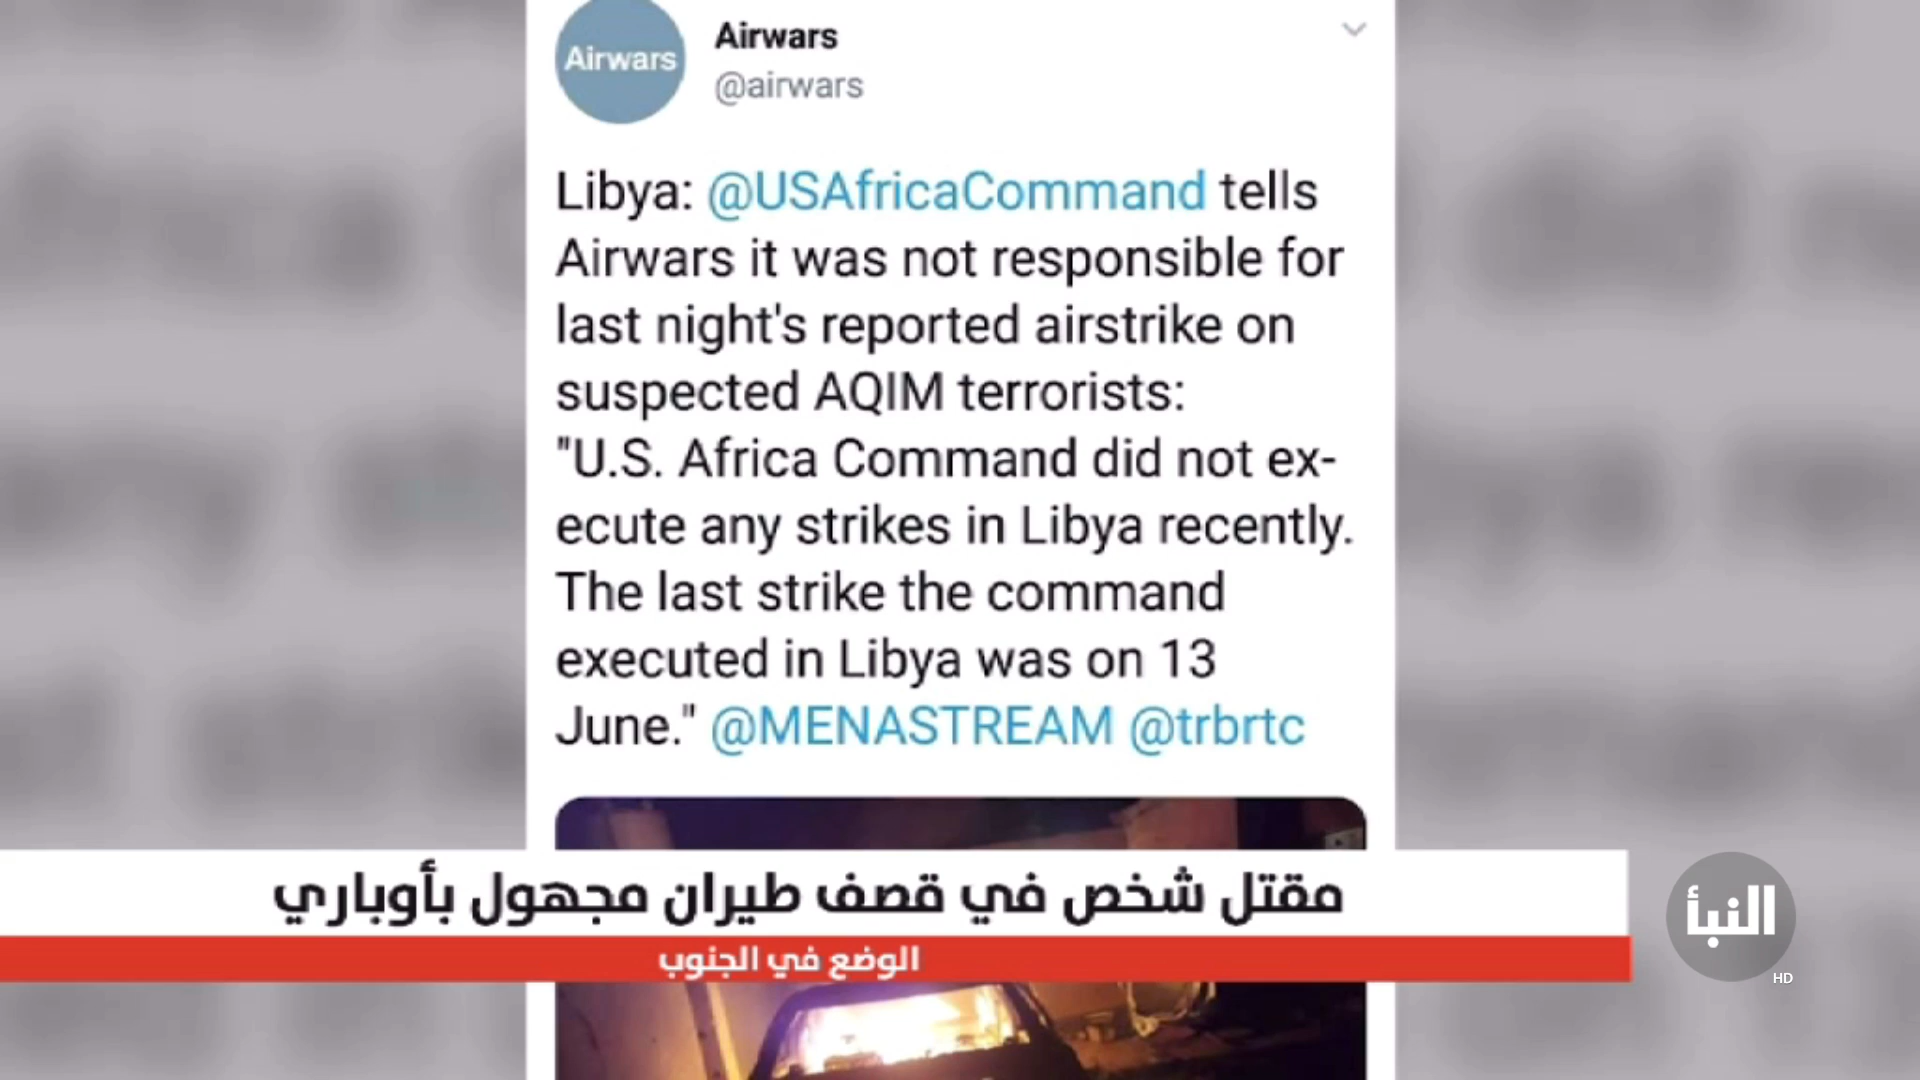 Airwars
Airwars
@airwars
Libya: @USAfricaCommand tells
Airwars it was not responsible for
last night's reported airstrike on
suspected AQIM terrorists:
"U.S. Africa Command did not ex-
ecute any strikes in Libya recently.
The last strike the command
executed in Libya was on 13
June." @MENASTREAM @trbrtc
مقتل شخص في قصف طيران مجهول بأوباري
الوضع في الجنوب
النبأ
HD